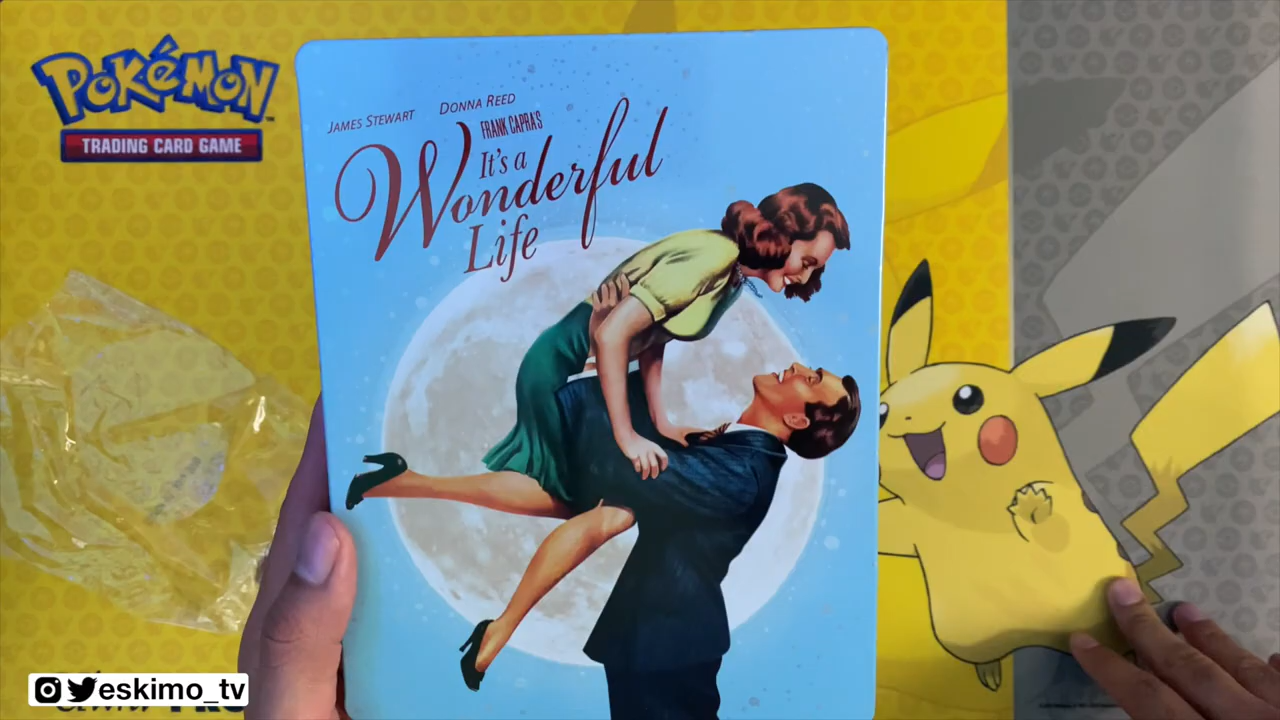 POKéMON
TRADING CARD GAME
JAMES STEWART
DONNA REED
FRANK CAPRA'S
It's a
Wonderful
Life
eskimo_tv